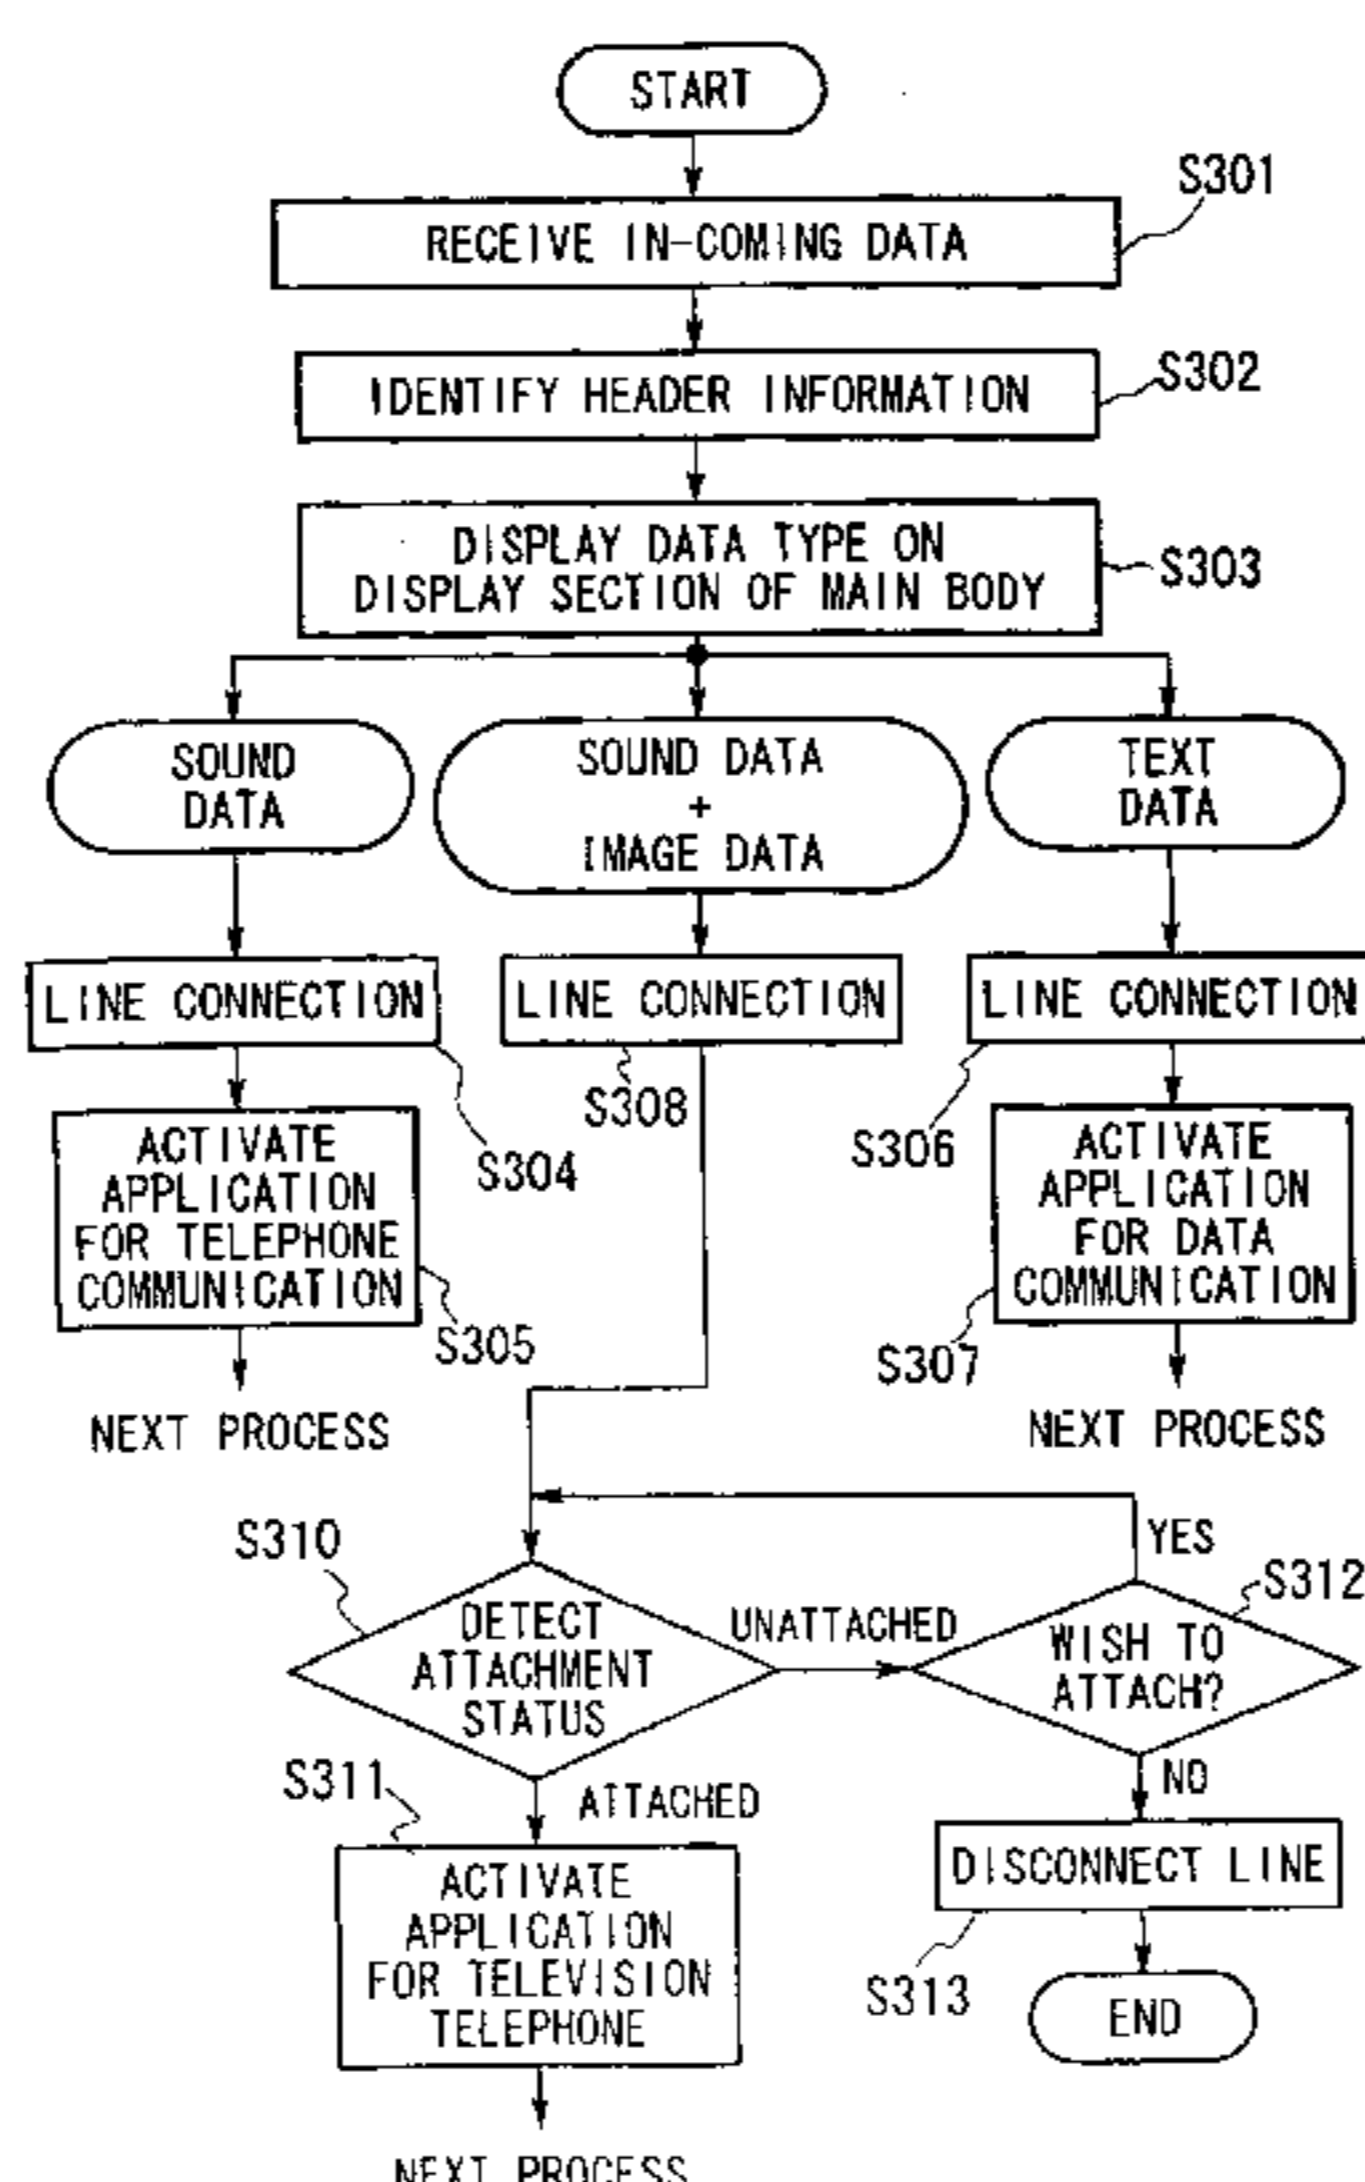 START
S301
RECEIVE IN-COMING DATA
S302
IDENTIFY HEADER INFORMATION
DISPLAY DATA TYPE ON
DISPLAY SECTION OF MAIN BODY
S303
SOUND
DATA
SOUND DATA
+
IMAGE DATA
TEXT
DATA
LINE CONNECTION
LINE CONNECTION
LINE CONNECTION
S304
S308
S306
ACTIVATE
APPLICATION
FOR TELEPHONE
COMMUNICATION
S305
ACTIVATE
APPLICATION
FOR DATA
COMMUNICATION
S307
NEXT PROCESS
NEXT PROCESS
S310
DETECT
ATTACHMENT
STATUS
UNATTACHED
YES
S312
WISH TO
ATTACH?
S311
ATTACHED
NO
ACTIVATE
APPLICATION
FOR TELEVISION
TELEPHONE
DISCONNECT LINE
S313
END
NEXT PROCESS